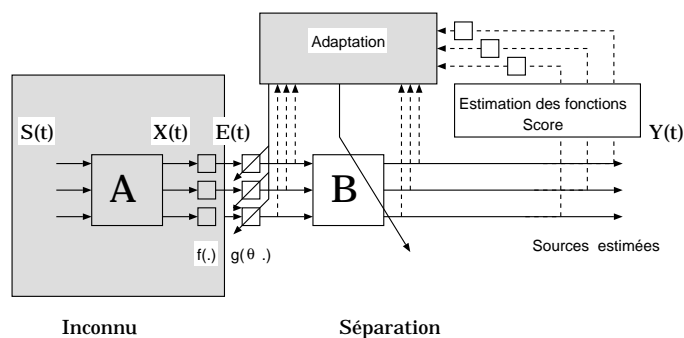 Adaptation
Estimation des fonctions
Score
S(t)
X(t)
E(t)
Y(t)
A
B
f(.)
g(θ .)
Sources estimées
Inconnu
Séparation